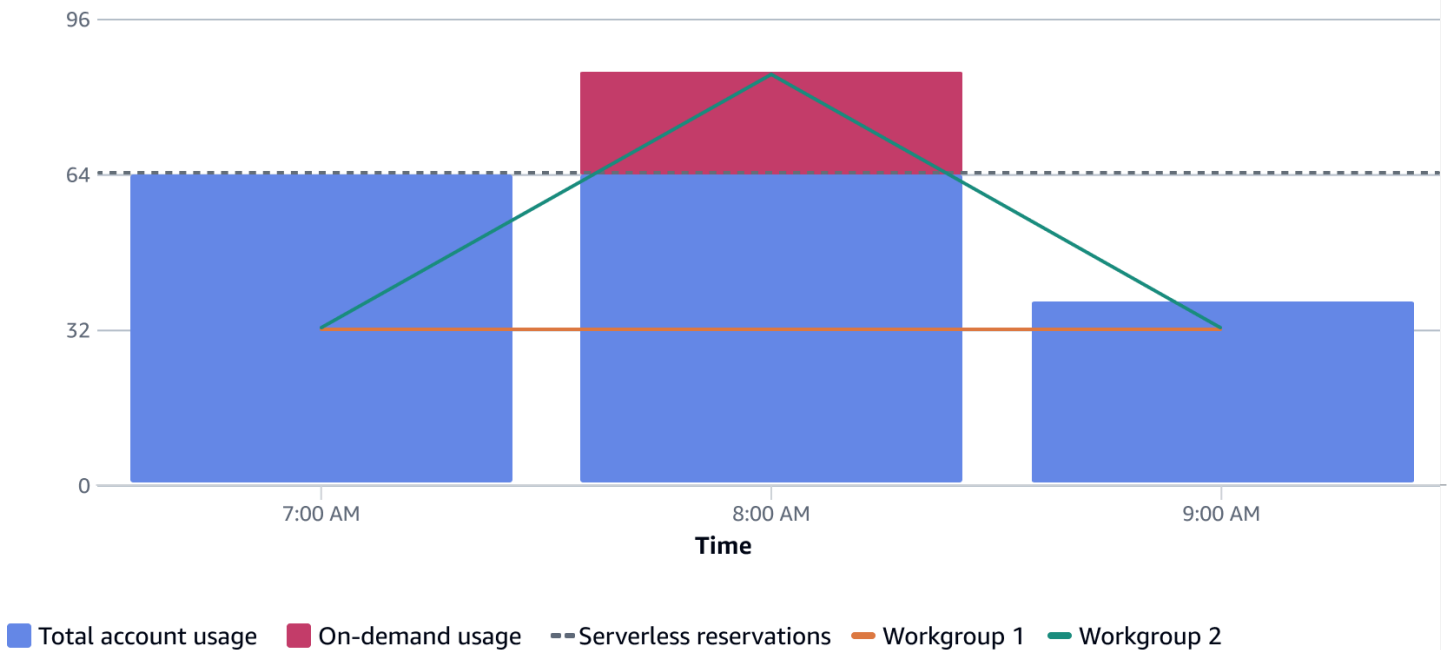 96
64
32
0
7:00 AM 8:00 AM 9:00 AM
Time
Total account usage On-demand usage Serverless reservations Workgroup 1 Workgroup 2